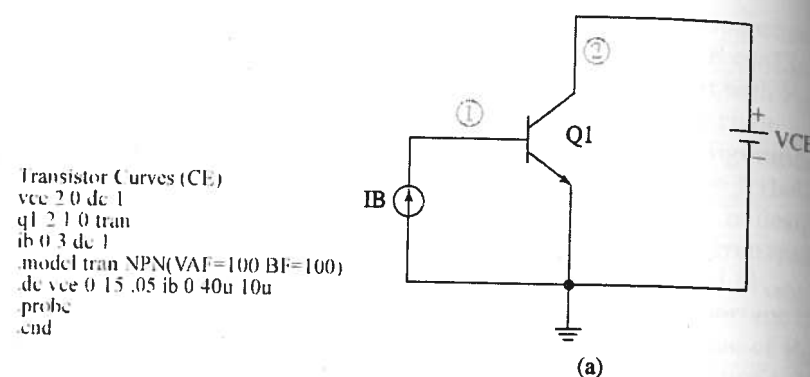 Transistor Curves (CE)
vce 2 0 dc 1
q1 2 1 0 tran
ib 0 3 dc 1
.model tran NPN(VAF=100 BF=100)
.dc vce 0 15 .05 ib 0 40u 10u
.probe
.end
②
①
Q1
+
VCE
−
IB
(a)